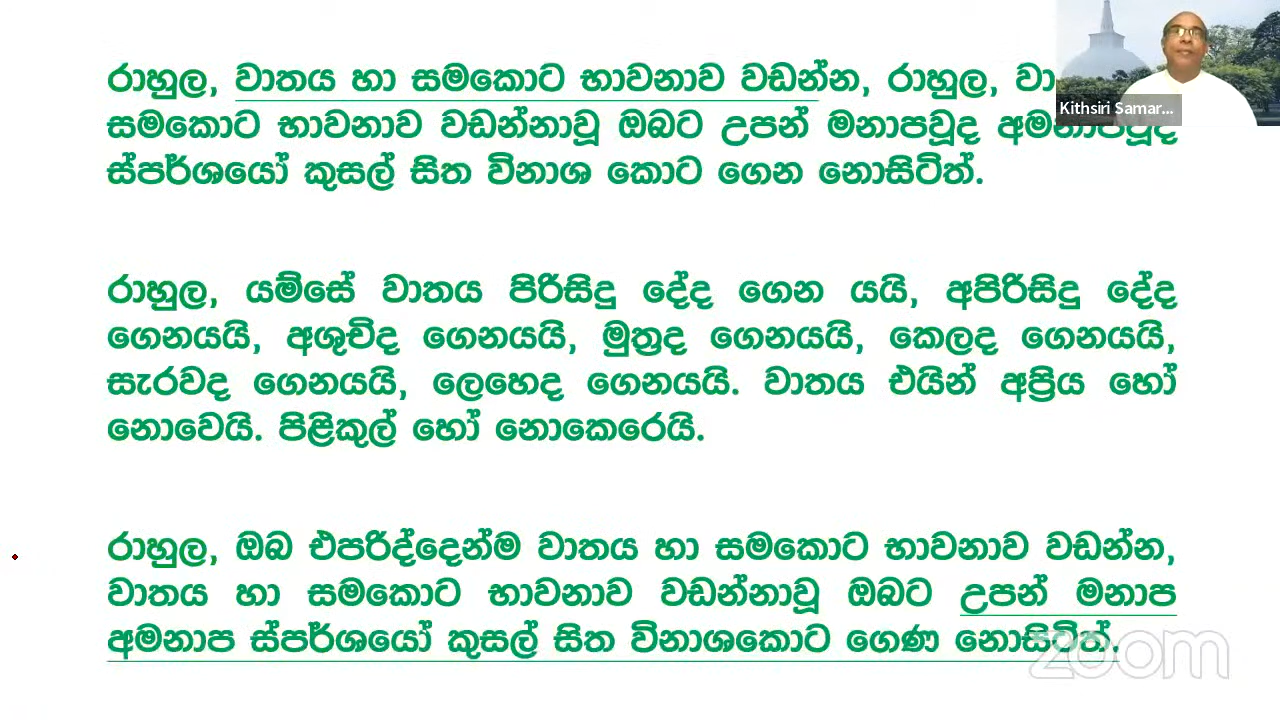 රාහුල, වාතය හා සමකොට භාවනාව වඩන්න, රාහුල,
Kithsiri Samar...
සමකොට භාවනාව වඩන්නාවූ ඔබට උපන් මනාපවූද අමනාපවූද
ස්පර්ශයෝ කුසල් සිත විනාශ කොට ගෙන නොසිටිත්.
රාහුල, යම්සේ වාතය පිරිසිදු දේද ගෙන යයි, අපිරිසිදු දේද
ගෙනයයි, අශුචිද ගෙනයයි, මුත්‍රද ගෙනයයි, කෙලද ගෙනයයි,
සැරවද ගෙනයයි, ලෙහෙද ගෙනයයි. වාතය එයින් අප්‍රිය හෝ
නොවෙයි. පිළිකුල් හෝ නොකෙරෙයි.
රාහුල, ඔබ එපරිද්දෙන්ම වාතය හා සමකොට භාවනාව වඩන්න,
වාතය හා සමකොට භාවනාව වඩන්නාවූ ඔබට උපන් මනාප
අමනාප ස්පර්ශයෝ කුසල් සිත විනාශකොට ගෙණ නොසිටිත්.
zoom